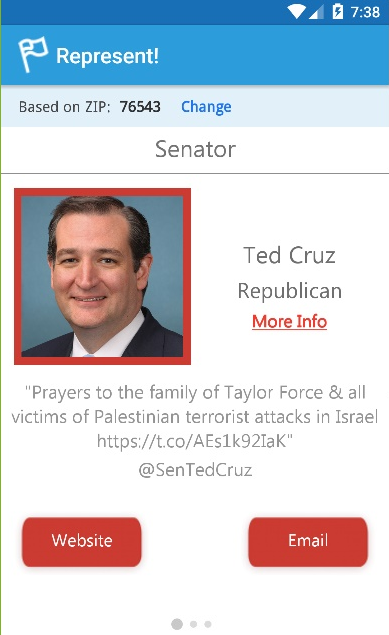 7:38
Represent!
Based on ZIP: 76543 Change
Senator
Ted Cruz
Republican
More Info
"Prayers to the family of Taylor Force & all
victims of Palestinian terrorist attacks in Israel
https://t.co/AEs1k92IaK"
@SenTedCruz
Website Email